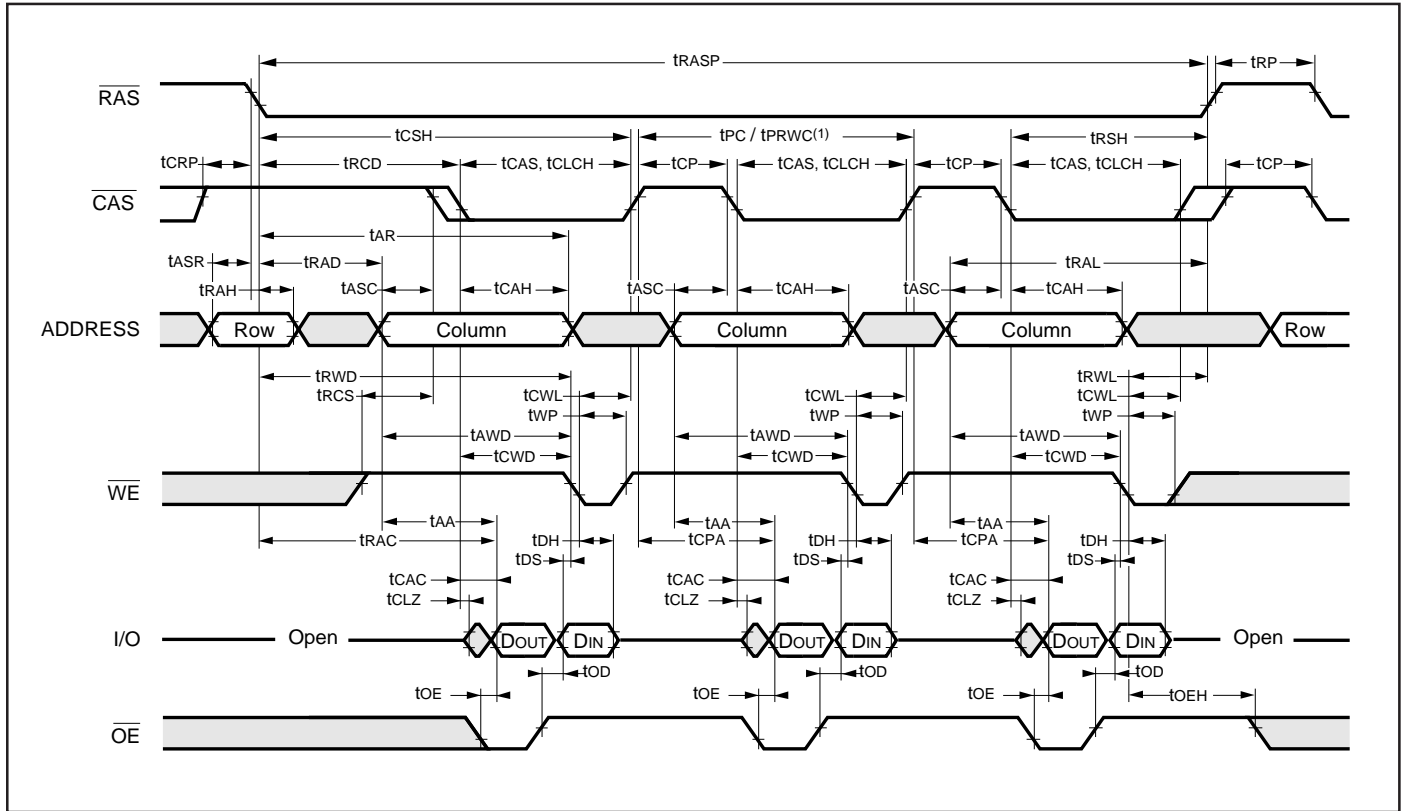 tRASP tRP
RAS
tCSH tPC / tPRWC(1) tRSH
tCRP tRCD tCAS, tCLCH tCP tCAS, tCLCH tCP tCAS, tCLCH tCP
CAS
tAR
tASR tRAD tRAL
tRAH tASC tCAH tASC tCAH tASC tCAH
ADDRESS Row Column Column Column Row
tRWD tRWL
tRCS tCWL tCWL tCWL
tWP tWP tWP
tAWD tAWD tAWD
tCWD tCWD tCWD
WE
tAA tAA tAA
tRAC tDH tCPA tDH tCPA tDH
tDS tDS tDS
tCAC tCAC tCAC
tCLZ tCLZ tCLZ
I/O Open DOUT DIN DOUT DIN DOUT DIN Open
tOD tOD tOD
tOE tOE tOE tOEH
OE